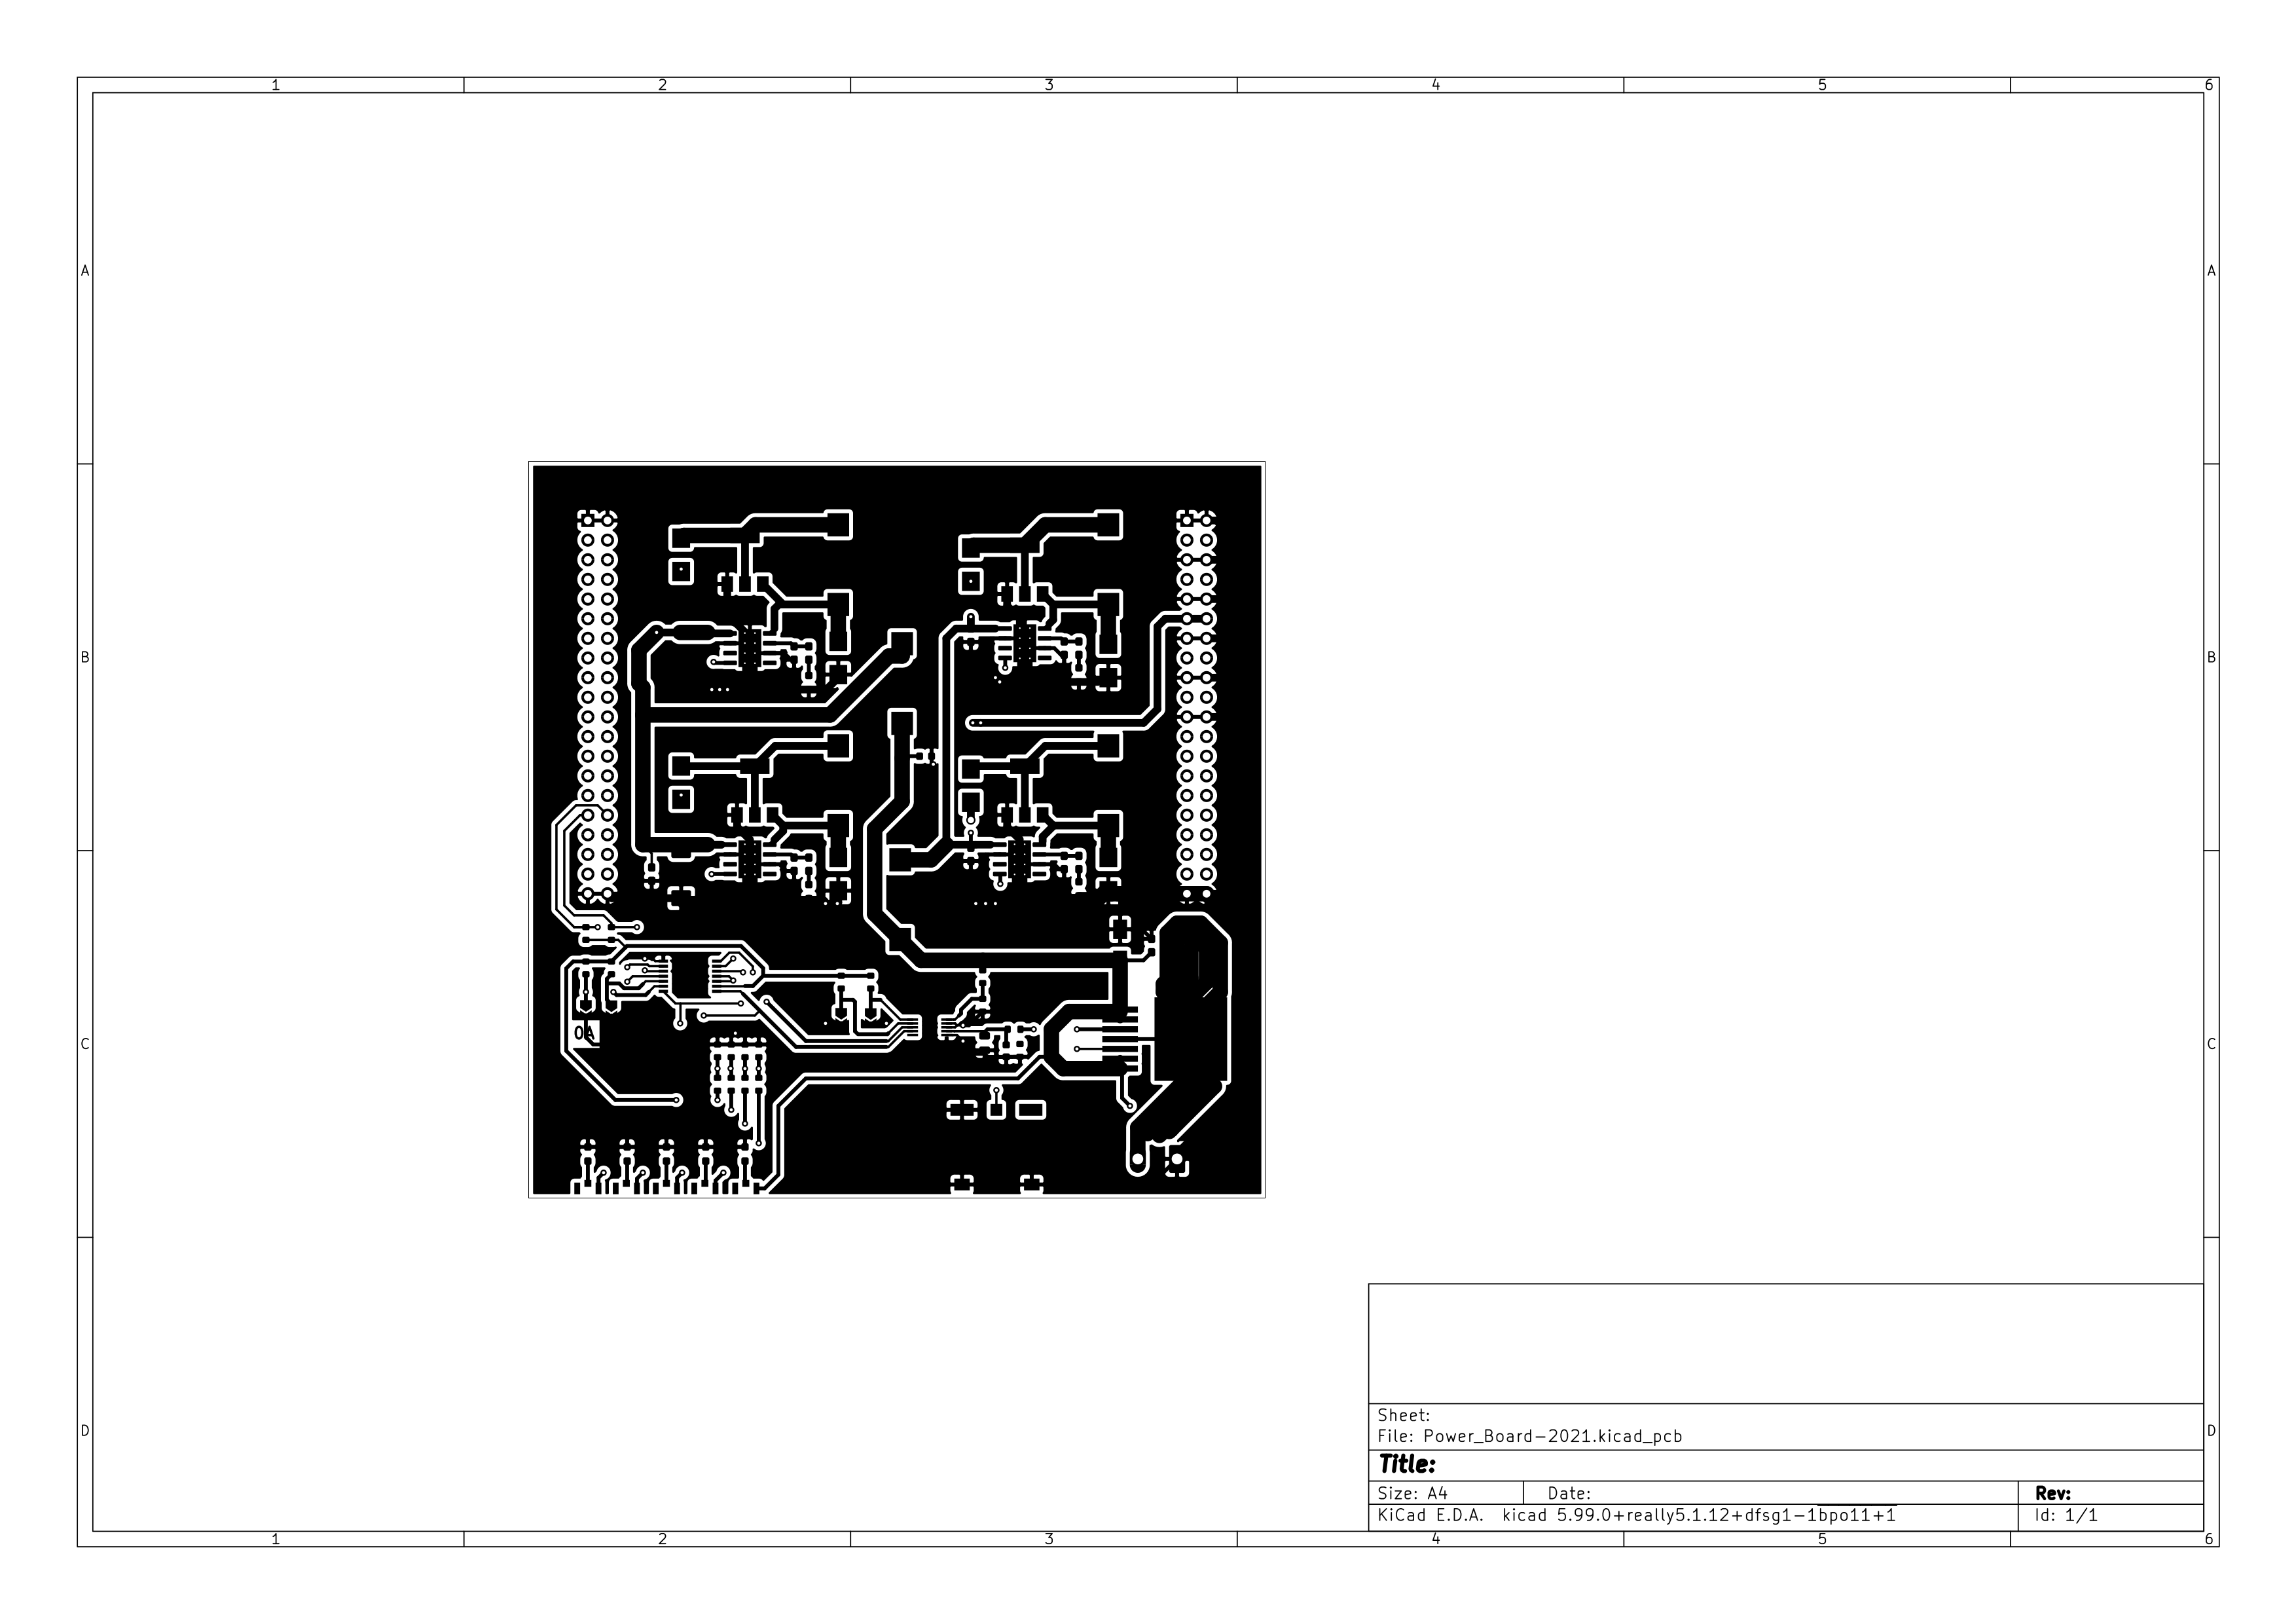 1 2 3 4 5 6
A A
B B
0A
C C
Sheet:
File: Power_Board-2021.kicad_pcb
D D
Title:
Size: A4 Date: Rev:
KiCad E.D.A. kicad 5.99.0+really5.1.12+dfsg1-1bpo11+1 Id: 1/1
1 2 3 4 5 6